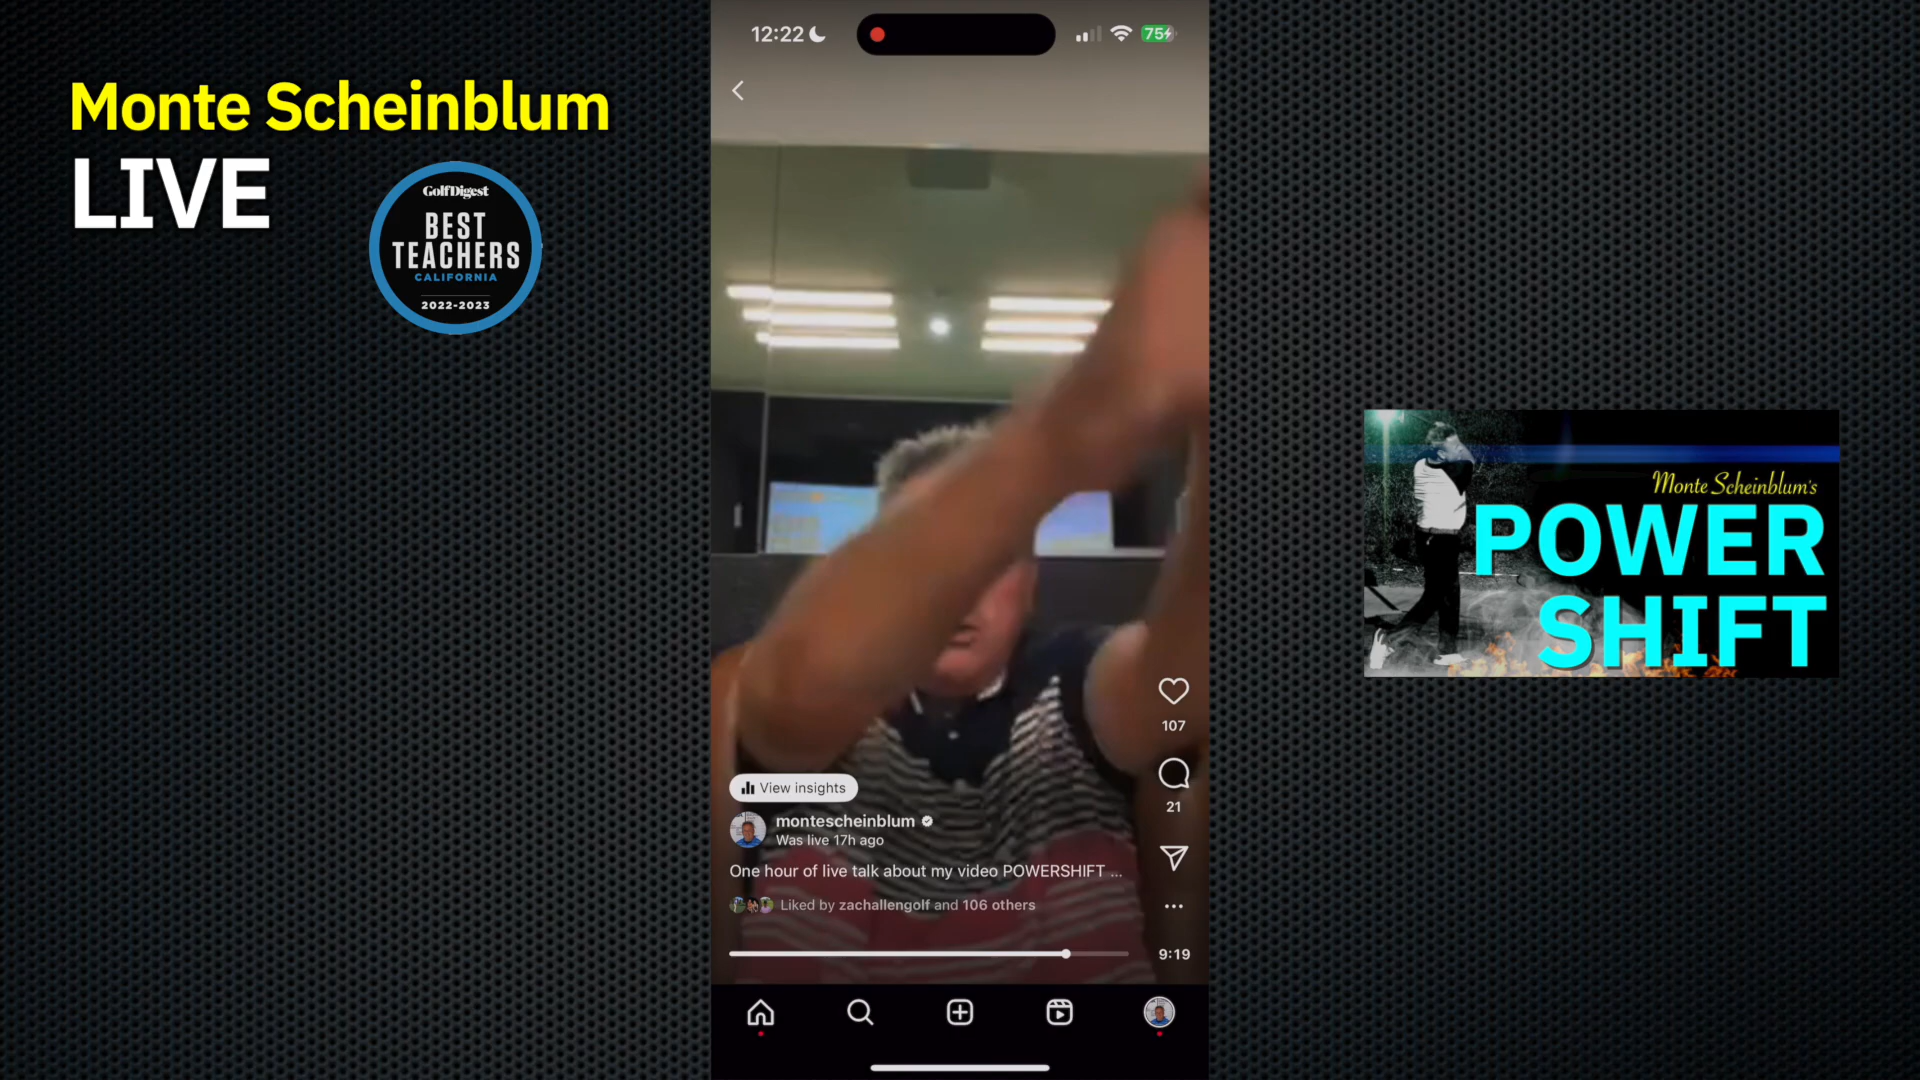 Monte Scheinblum
LIVE
GolfDigest
BEST
TEACHERS
CALIFORNIA
2022-2023
12:22
75
107
21
View insights
montescheinblum
Was live 17h ago
One hour of live talk about my video POWERSHIFT ...
Liked by zachallengolf and 106 others
9:19
Monte Scheinblum's
POWER
SHIFT